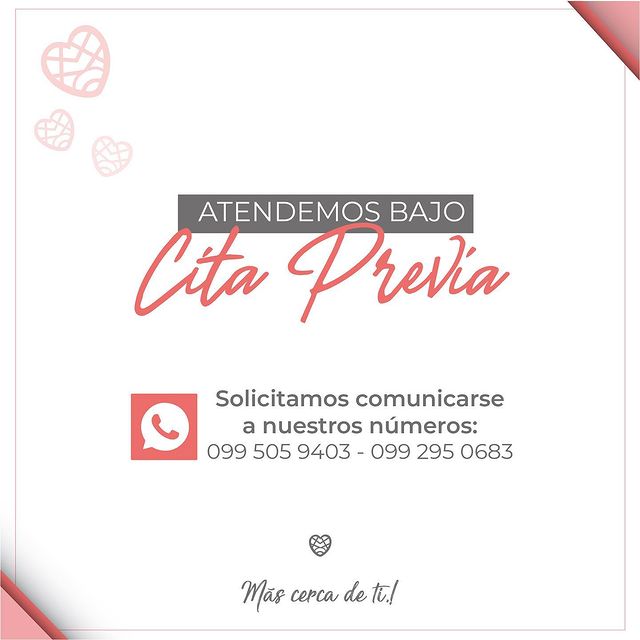 ATENDEMOS BAJO
Cita Previa
Solicitamos comunicarse
a nuestros números:
099 505 9403 - 099 295 0683
Más cerca de ti.!